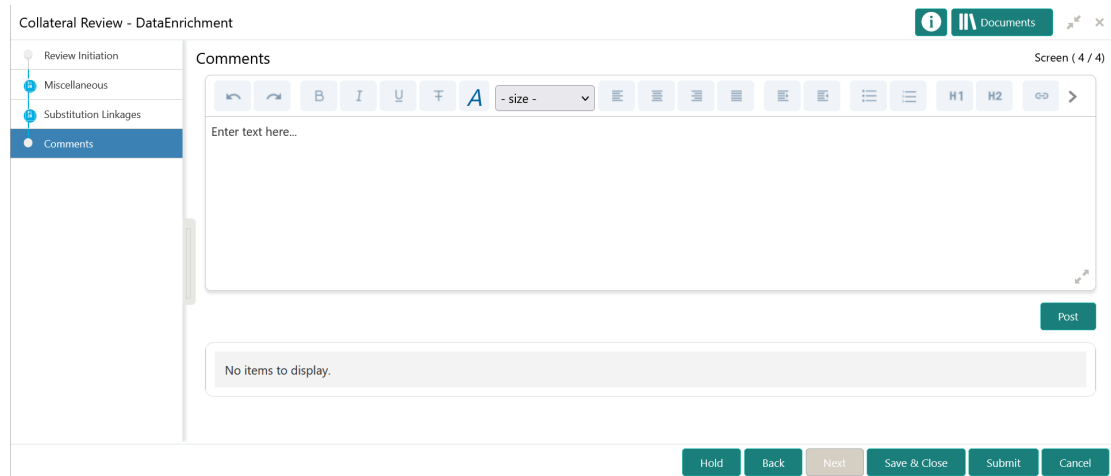 Collateral Review - DataEnrichment
Documents
Review Initiation
Miscellaneous
Substitution Linkages
Comments
Comments
Screen ( 4 / 4)
B I U T A - size - H1 H2
Enter text here...
Post
No items to display.
Hold Back Next Save & Close Submit Cancel